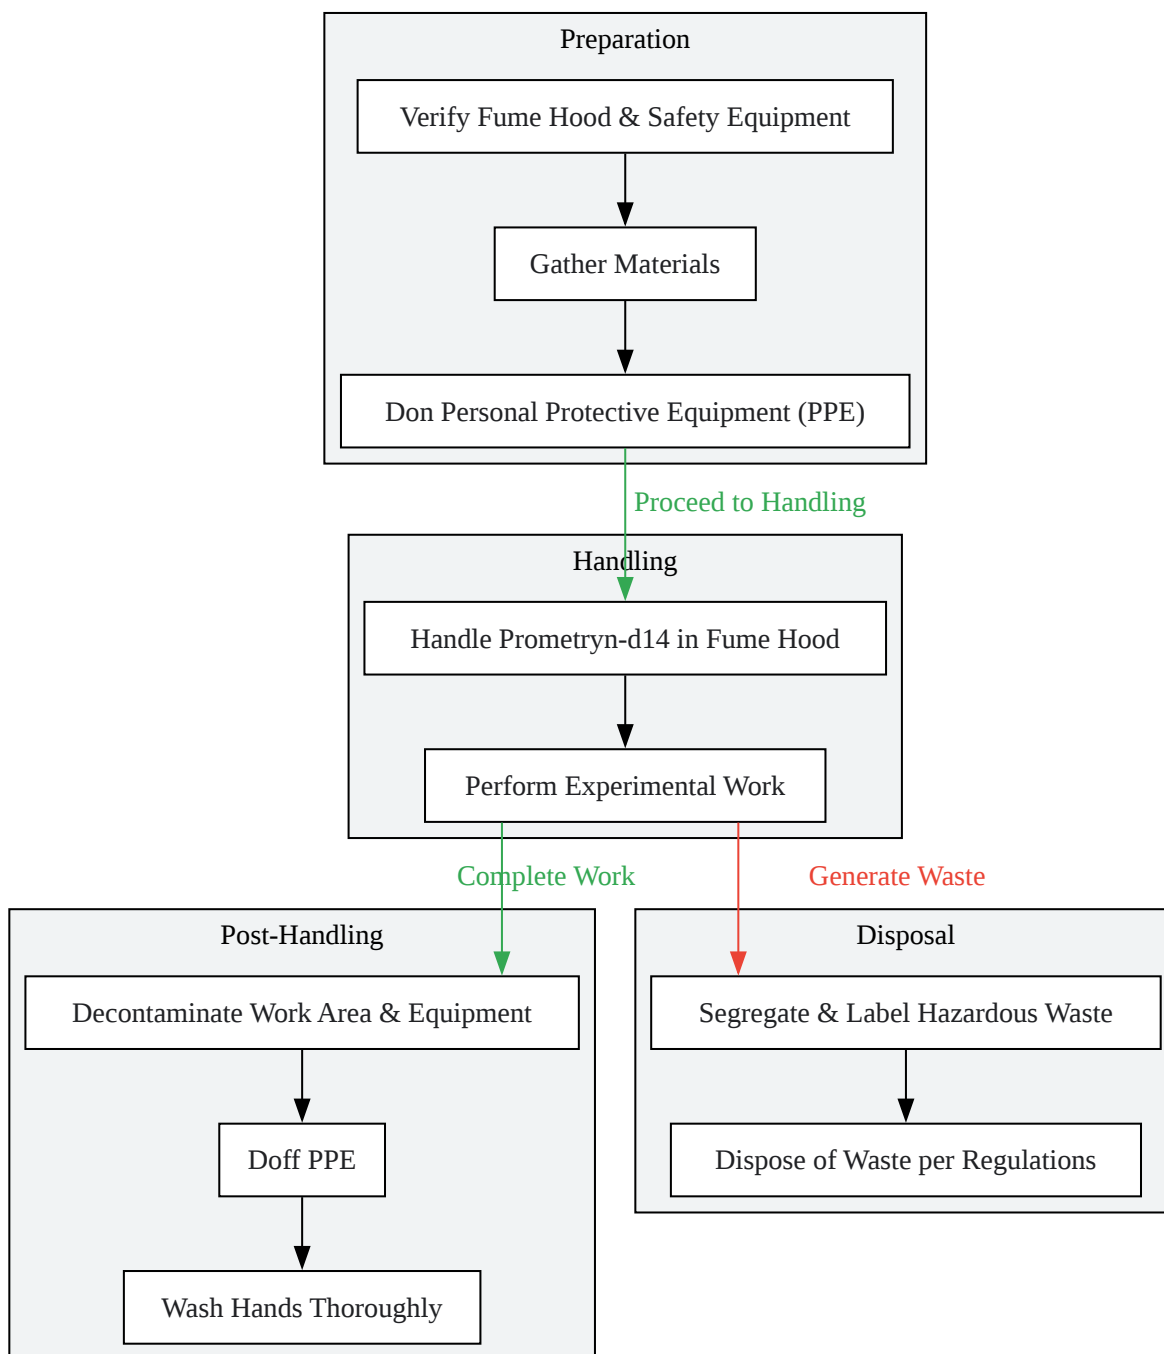 Preparation
Verify Fume Hood & Safety Equipment
Gather Materials
Don Personal Protective Equipment (PPE)
Proceed to Handling
Handling
Handle Prometryn-d14 in Fume Hood
Perform Experimental Work
Complete Work
Generate Waste
Post-Handling
Disposal
Decontaminate Work Area & Equipment
Segregate & Label Hazardous Waste
Doff PPE
Dispose of Waste per Regulations
Wash Hands Thoroughly